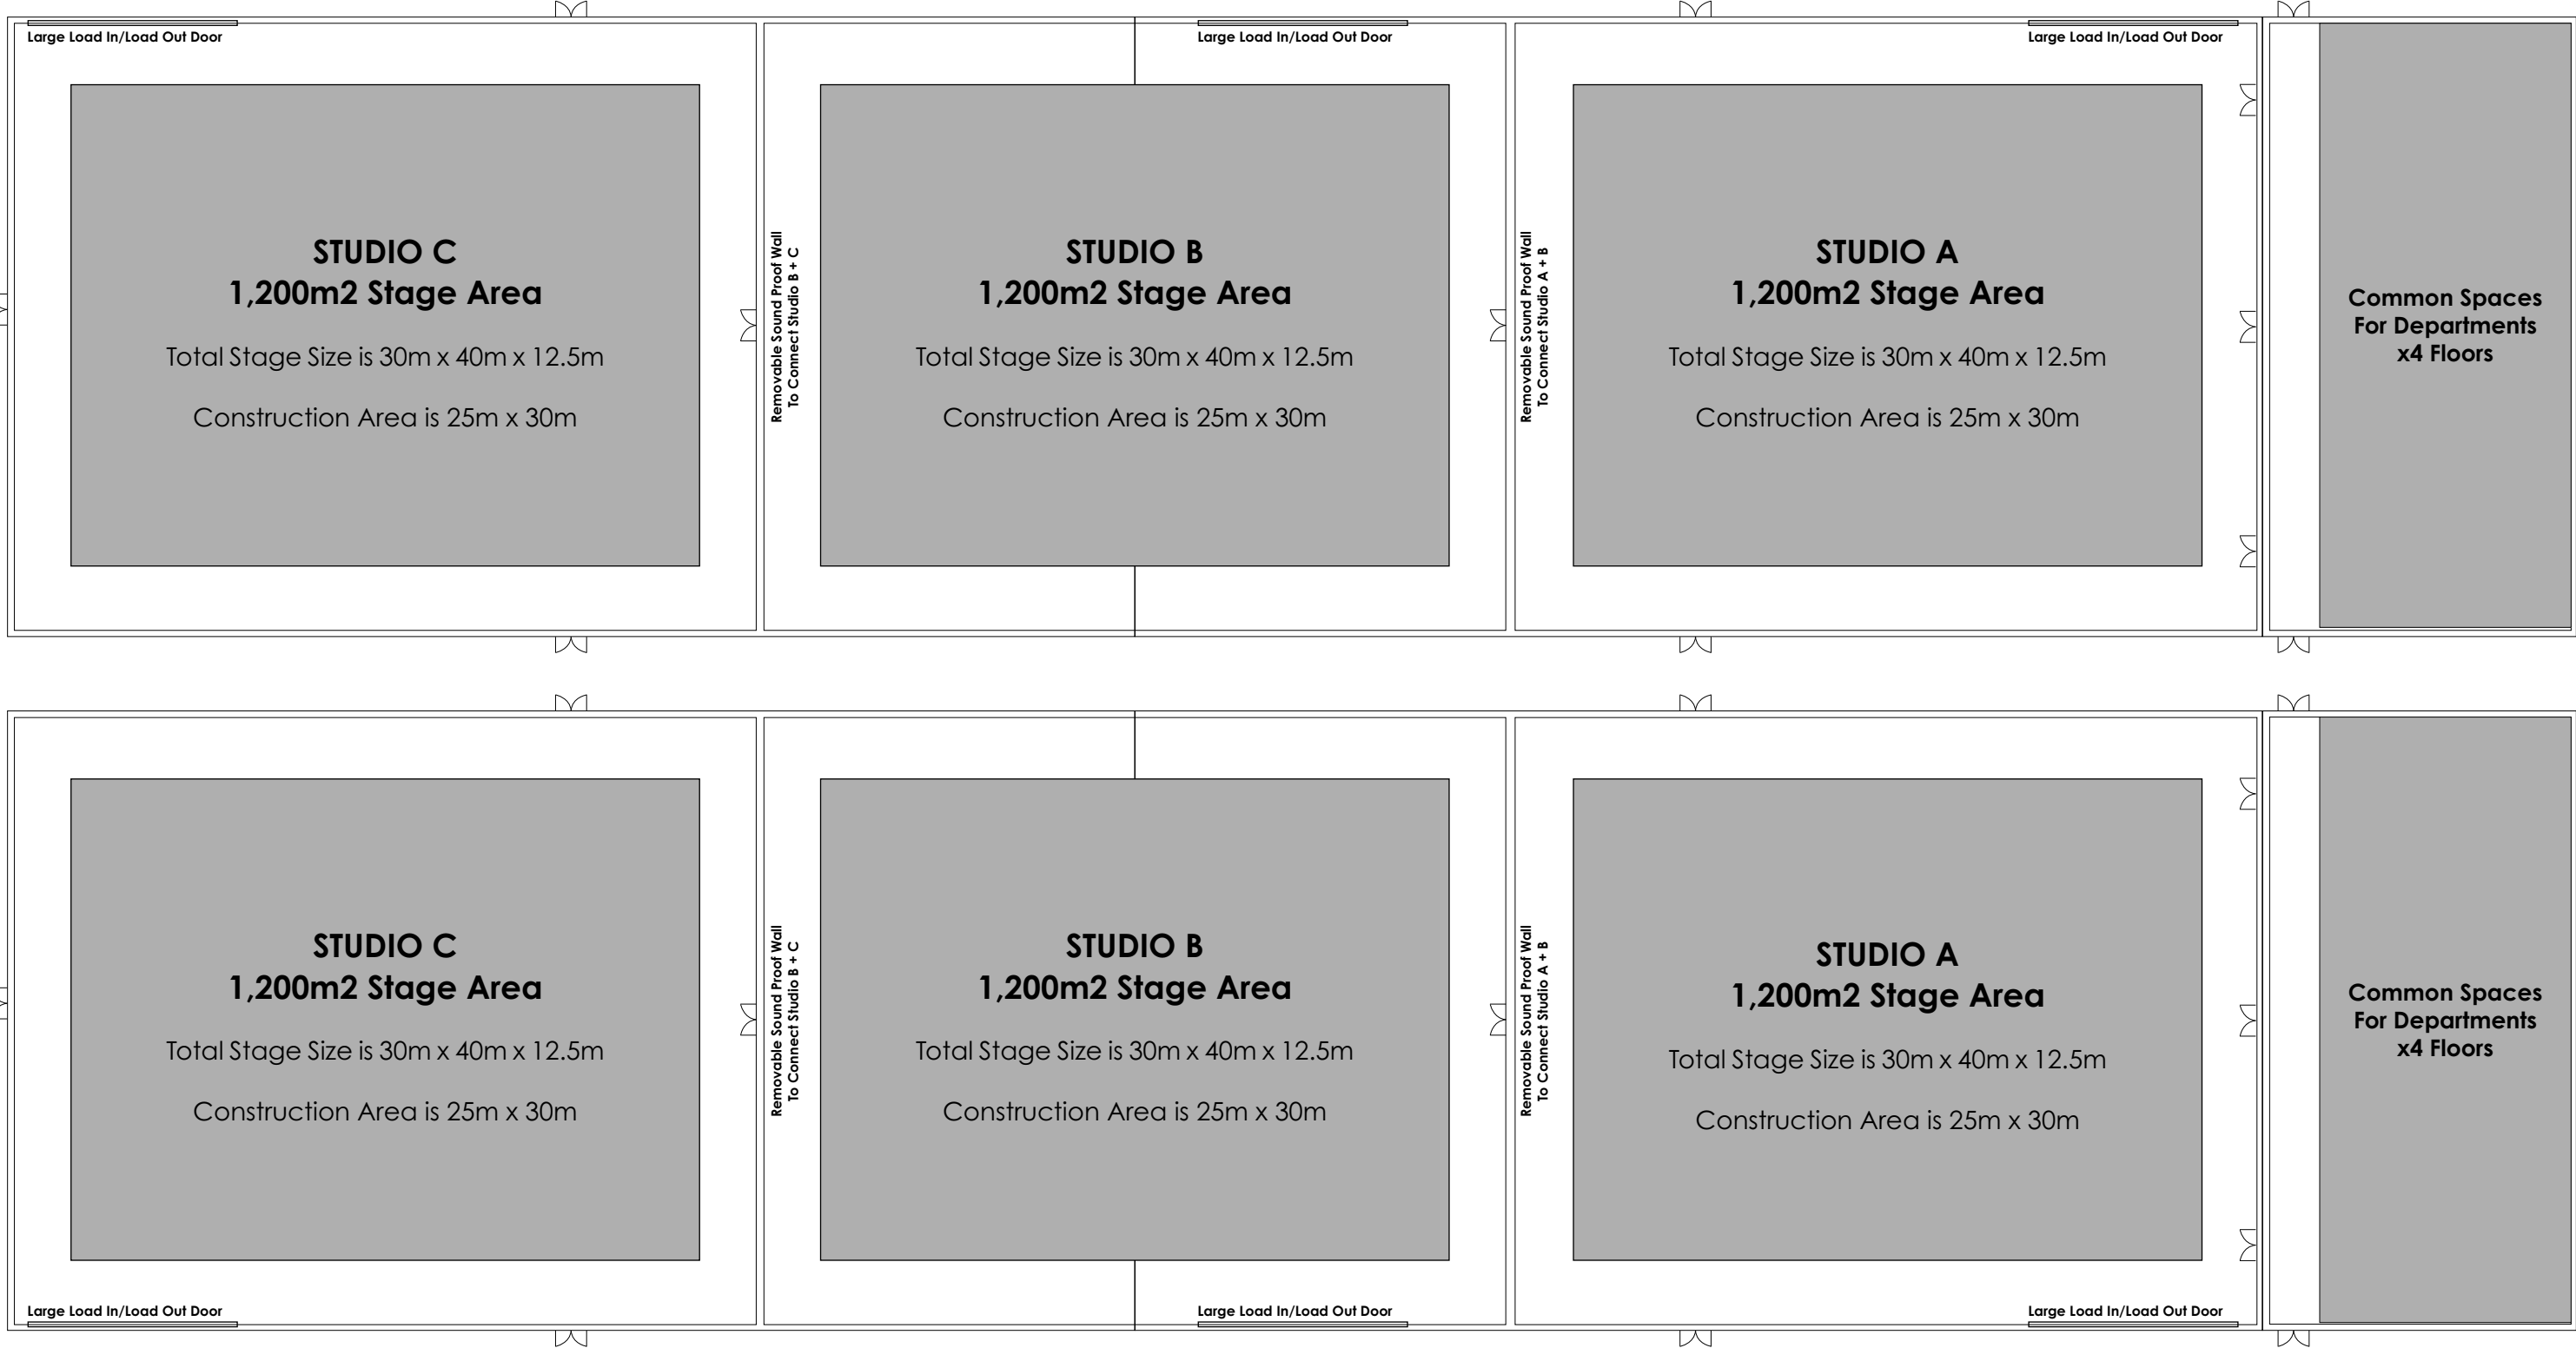 Large Load In/Load Out Door
Large Load In/Load Out Door
Large Load In/Load Out Door
STUDIO C
1,200m2 Stage Area
Total Stage Size is 30m x 40m x 12.5m
Construction Area is 25m x 30m
Removable Sound Proof Wall
To Connect Studio B + C
STUDIO B
1,200m2 Stage Area
Total Stage Size is 30m x 40m x 12.5m
Construction Area is 25m x 30m
Removable Sound Proof Wall
To Connect Studio A + B
STUDIO A
1,200m2 Stage Area
Total Stage Size is 30m x 40m x 12.5m
Construction Area is 25m x 30m
Common Spaces
For Departments
x4 Floors
STUDIO C
1,200m2 Stage Area
Total Stage Size is 30m x 40m x 12.5m
Construction Area is 25m x 30m
Removable Sound Proof Wall
To Connect Studio B + C
STUDIO B
1,200m2 Stage Area
Total Stage Size is 30m x 40m x 12.5m
Construction Area is 25m x 30m
Removable Sound Proof Wall
To Connect Studio A + B
STUDIO A
1,200m2 Stage Area
Total Stage Size is 30m x 40m x 12.5m
Construction Area is 25m x 30m
Common Spaces
For Departments
x4 Floors
Large Load In/Load Out Door
Large Load In/Load Out Door
Large Load In/Load Out Door